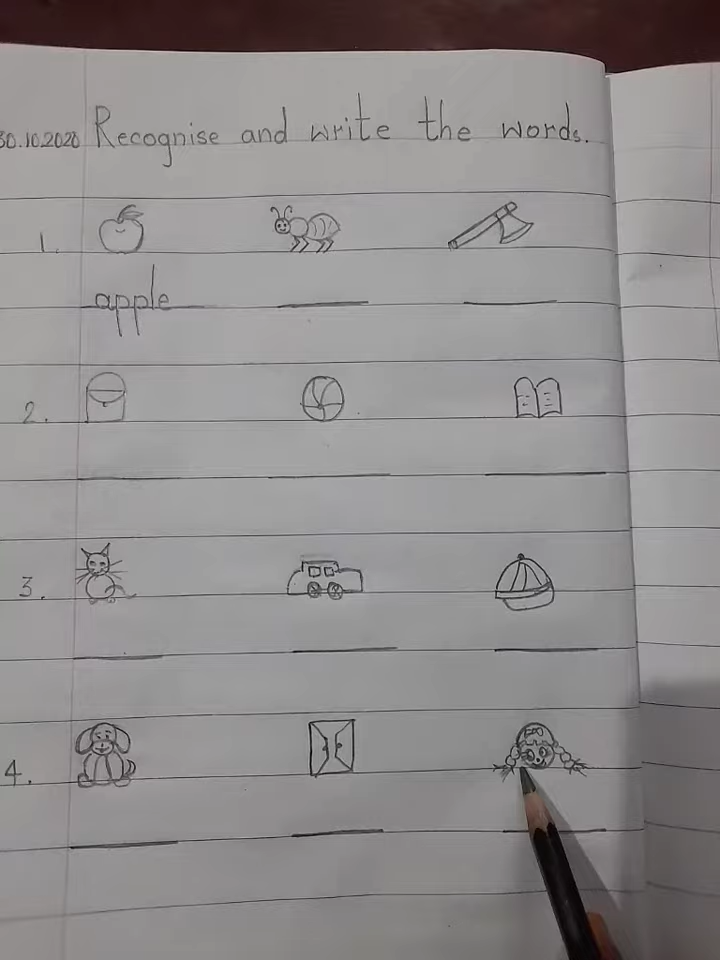 30.10.2020 Recognise and write the words.
1.
apple
2.
3.
4.